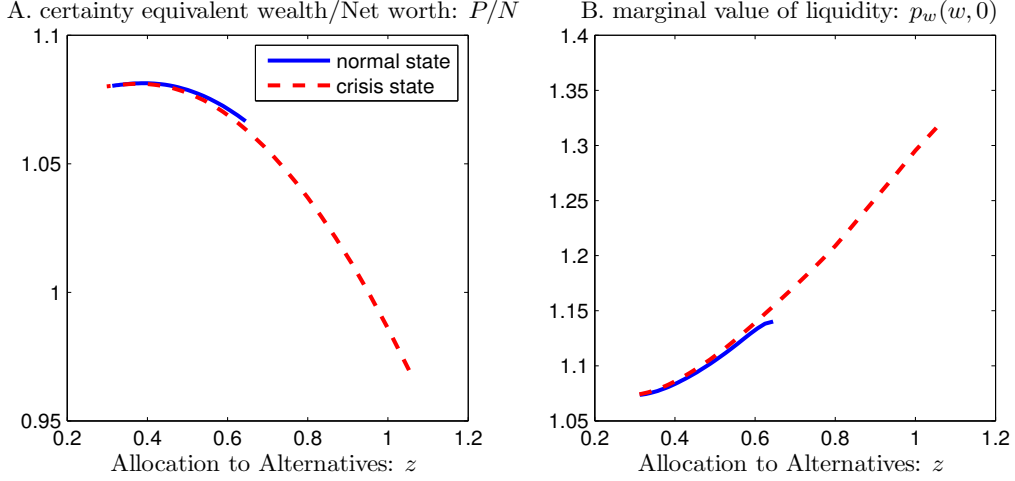 A. certainty equivalent wealth/Net worth: P/N
1.1
1.05
1
0.95
0.2 0.4 0.6 0.8 1 1.2
normal state
crisis state
Allocation to Alternatives: z
B. marginal value of liquidity: p_w(w, 0)
1.4
1.35
1.3
1.25
1.2
1.15
1.1
1.05
0.2 0.4 0.6 0.8 1 1.2
Allocation to Alternatives: z